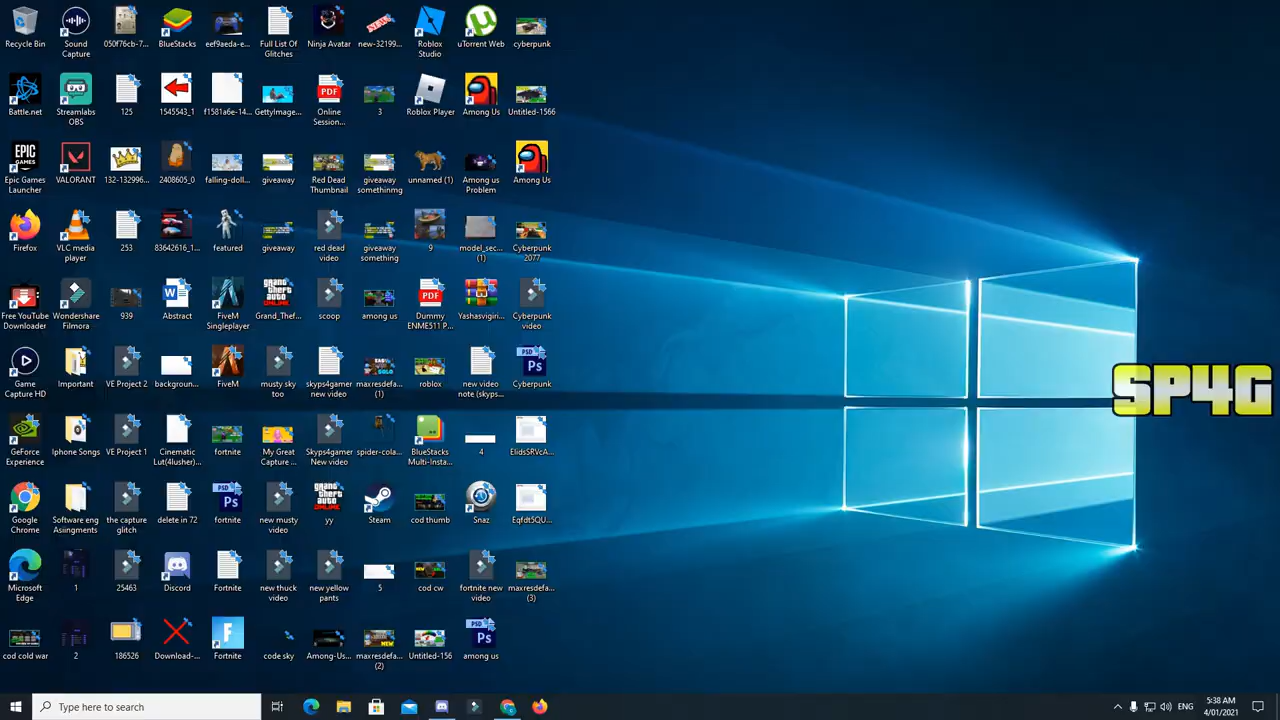 Recycle Bin
Sound Capture
050f76cb-7...
BlueStacks
eef9aeda-e...
Full List Of Glitches
Ninja Avatar
new-32199...
Roblox Studio
uTorrent Web
cyberpunk
Battle.net
Streamlabs OBS
125
1545543_1
f1581a6e-14...
GettyImage...
Online Session...
3
Roblox Player
Among Us
Untitled-1566
Epic Games Launcher
VALORANT
132-132996...
2408605_0
falling-doll...
giveaway
Red Dead Thumbnail
giveaway somethinmg
unnamed (1)
Among us Problem
Among Us
Firefox
VLC media player
253
83642616_1...
featured
giveaway
red dead video
giveaway something
9
model_sec... (1)
Cyberpunk 2077
Free YouTube Downloader
Wondershare Filmora
939
Abstract
FiveM Singleplayer
Grand_Thef...
scoop
among us
Dummy ENME511 P...
Yashasvigiri...
Cyberpunk video
Game Capture HD
Important
VE Project 2
backgroun...
FiveM
musty sky too
skyps4gamer new video
maxresdefa... (1)
roblox
new video note (skyps...
Cyberpunk
SP4G
GeForce Experience
Iphone Songs
VE Project 1
Cinematic Lut(4lusher)...
fortnite
My Great Capture ...
Skyps4gamer New video
spider-cola...
BlueStacks Multi-Insta...
4
ElidsSRVcA...
Google Chrome
Software eng Asiingments
the capture glitch
delete in 72
fortnite
new musty video
yy
Steam
cod thumb
Snaz
Eqfdt5QU...
Microsoft Edge
1
25463
Discord
Fortnite
new thuck video
new yellow pants
5
cod cw
fortnite new video
maxresdefa... (3)
cod cold war
2
186526
Download-...
Fortnite
code sky
Among-Us...
maxresdefa... (2)
Untitled-156
among us
Type here to search
ENG
5:38 AM
4/01/2021